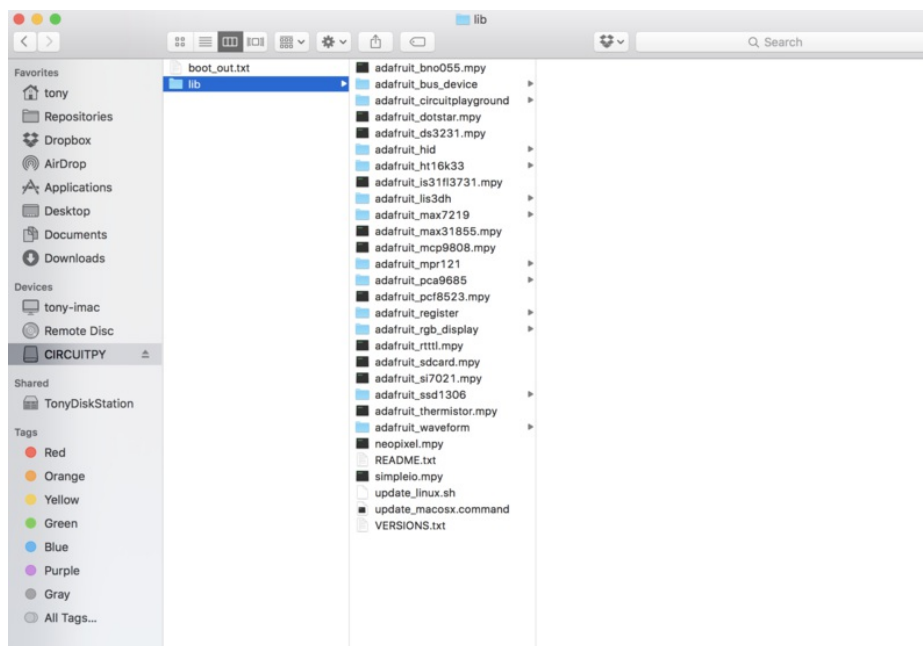 lib
Search
Favorites
tony
Repositories
Dropbox
AirDrop
Applications
Desktop
Documents
Downloads
Devices
tony-imac
Remote Disc
CIRCUITPY
Shared
TonyDiskStation
Tags
Red
Orange
Yellow
Green
Blue
Purple
Gray
All Tags...
boot_out.txt
lib
adafruit_bno055.mpy
adafruit_bus_device
adafruit_circuitplayground
adafruit_dotstar.mpy
adafruit_ds3231.mpy
adafruit_hid
adafruit_ht16k33
adafruit_is31fl3731.mpy
adafruit_lis3dh
adafruit_max7219
adafruit_max31855.mpy
adafruit_mcp9808.mpy
adafruit_mpr121
adafruit_pca9685
adafruit_pcf8523.mpy
adafruit_register
adafruit_rgb_display
adafruit_rtttl.mpy
adafruit_sdcard.mpy
adafruit_si7021.mpy
adafruit_ssd1306
adafruit_thermistor.mpy
adafruit_waveform
neopixel.mpy
README.txt
simpleio.mpy
update_linux.sh
update_macosx.command
VERSIONS.txt